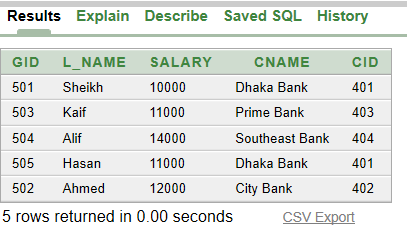 Results Explain Describe Saved SQL History
GID L_NAME SALARY CNAME CID
501 Sheikh 10000 Dhaka Bank 401
503 Kaif 11000 Prime Bank 403
504 Alif 14000 Southeast Bank 404
505 Hasan 11000 Dhaka Bank 401
502 Ahmed 12000 City Bank 402
5 rows returned in 0.00 seconds CSV Export